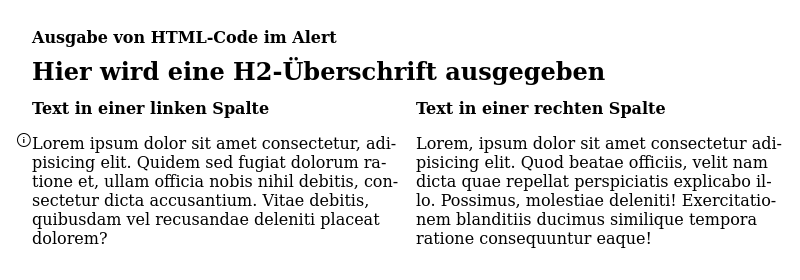 Ausgabe von HTML-Code im Alert
Hier wird eine H2-Überschrift ausgegeben
Text in einer linken Spalte
Lorem ipsum dolor sit amet consectetur, adi-
pisicing elit. Quidem sed fugiat dolorum ra-
tione et, ullam officia nobis nihil debitis, con-
sectetur dicta accusantium. Vitae debitis,
quibusdam vel recusandae deleniti placeat
dolorem?
Text in einer rechten Spalte
Lorem, ipsum dolor sit amet consectetur adi-
pisicing elit. Quod beatae officiis, velit nam
dicta quae repellat perspiciatis explicabo il-
lo. Possimus, molestiae deleniti! Exercitatio-
nem blanditiis ducimus similique tempora
ratione consequuntur eaque!